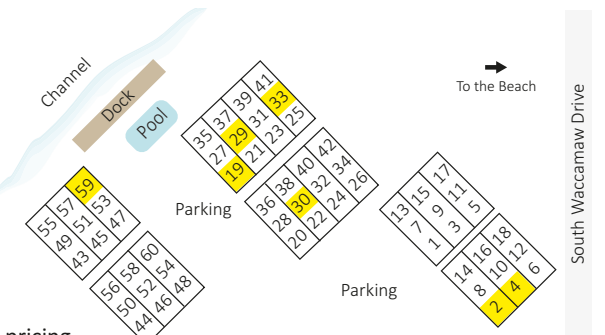 Channel
Dock
Pool
To the Beach
South Waccamaw Drive
35 37 39 41
27 29 31 33
19 21 23 25
36 38 40 42
28 30 32 34
20 22 24 26
Parking
13 15 17
7 9 11
1 3 5
14 16 18
8 10 12
2 4 6
55 57 59
49 51 53
43 45 47
56 58 60
50 52 54
44 46 48
Parking
pricing